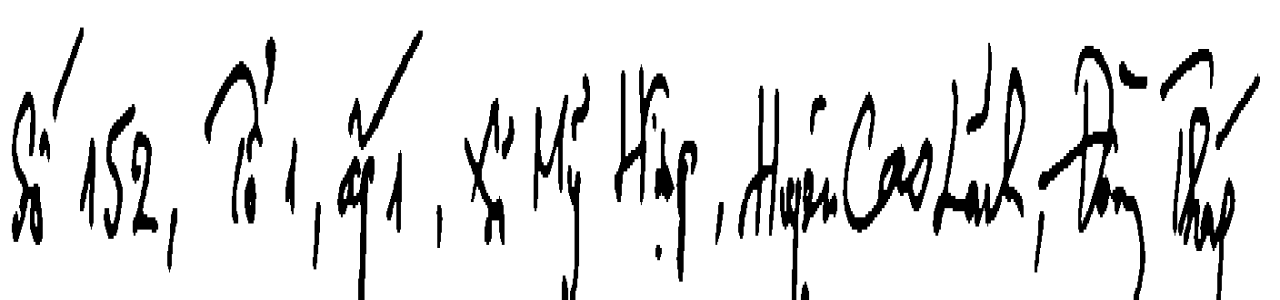 Số 152, Tổ 1, ấp 1, Xã Mỹ Hiệp, Huyện Cao Lãnh, Đồng Tháp